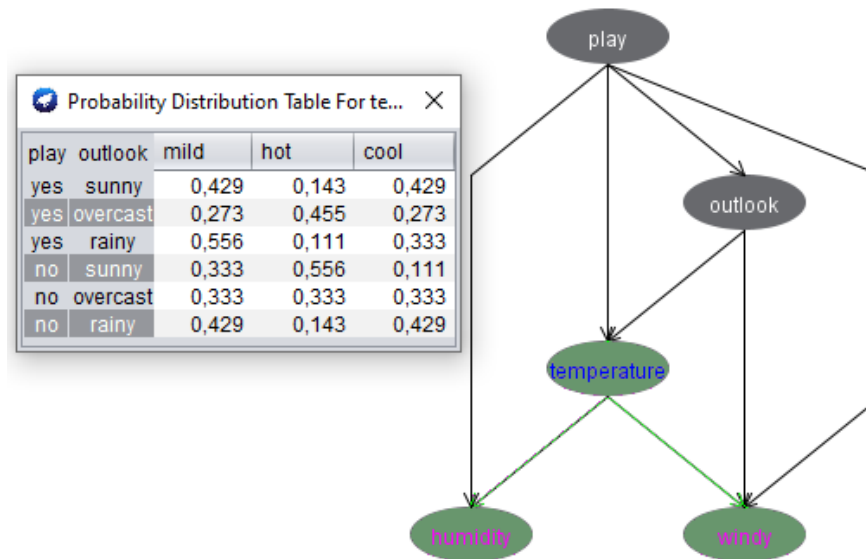 play
Probability Distribution Table For te...
play outlook mild hot cool
yes sunny 0,429 0,143 0,429
yes overcast 0,273 0,455 0,273
yes rainy 0,556 0,111 0,333
no sunny 0,333 0,556 0,111
no overcast 0,333 0,333 0,333
no rainy 0,429 0,143 0,429
outlook
temperature
humidity
windy